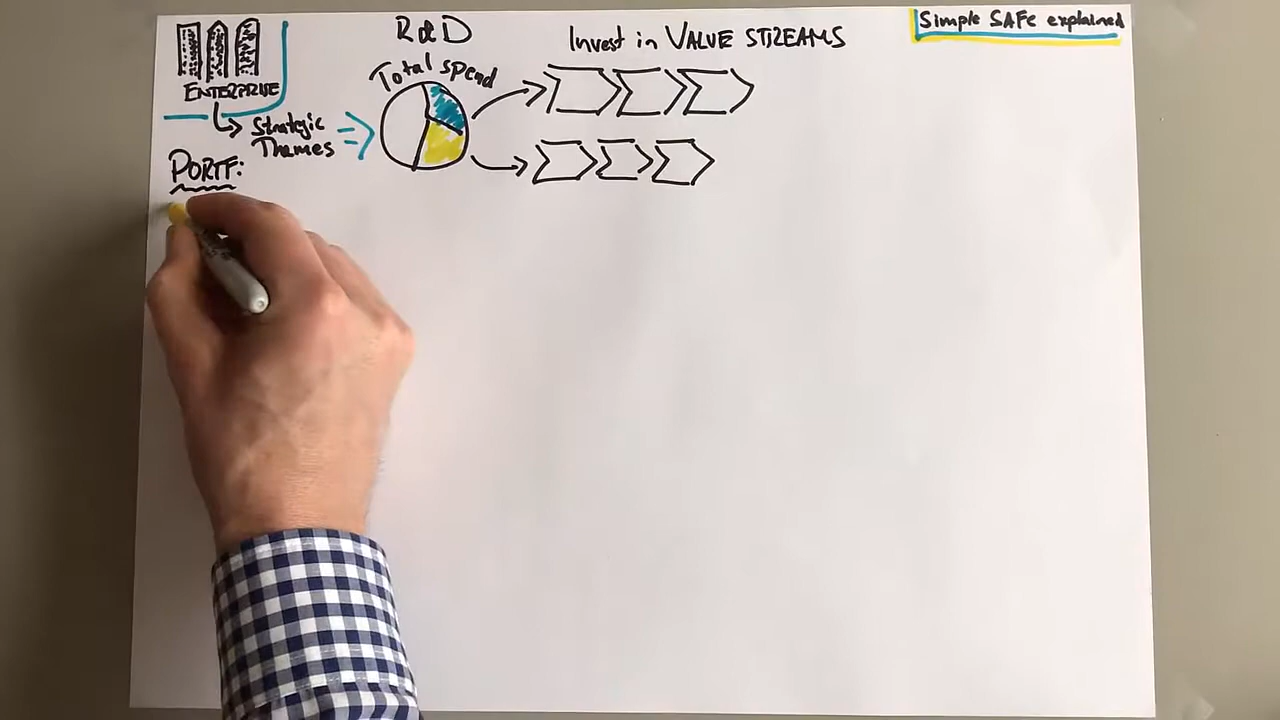 Simple SAFe explained
R & D
Invest in VALUE STREAMS
Total spend
ENTERPRISE
Strategic
Themes
PORTF: